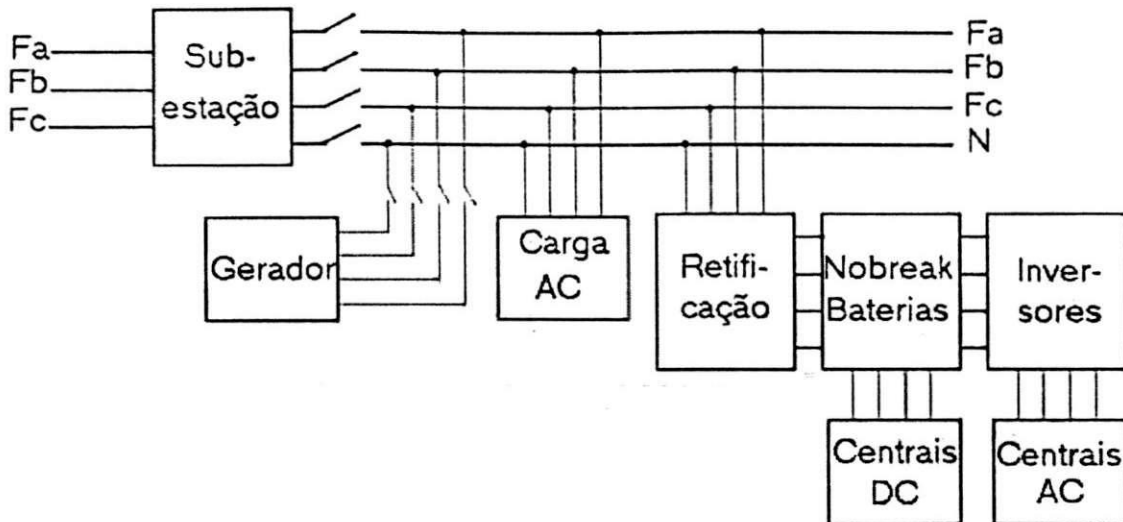 Fa
Fb
Fc
Sub-
estação
Fa
Fb
Fc
N
Gerador
Carga
AC
Retifi-
cação
Nobreak
Baterias
Inver-
sores
Centrais
DC
Centrais
AC